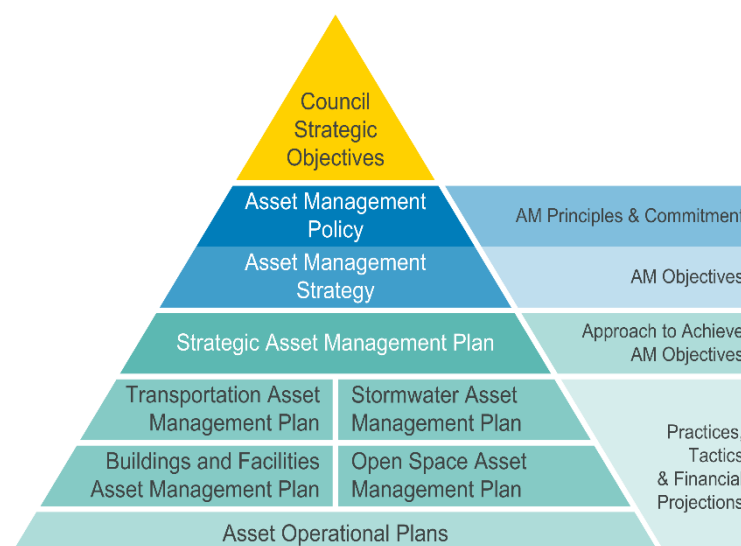 Council
Strategic
Objectives
Asset Management
Policy
AM Principles & Commitment
Asset Management
Strategy
AM Objectives
Strategic Asset Management Plan
Approach to Achieve
AM Objectives
Transportation Asset
Management Plan
Stormwater Asset
Management Plan
Buildings and Facilities
Asset Management Plan
Open Space Asset
Management Plan
Practices,
Tactics
& Financial
Projections
Asset Operational Plans